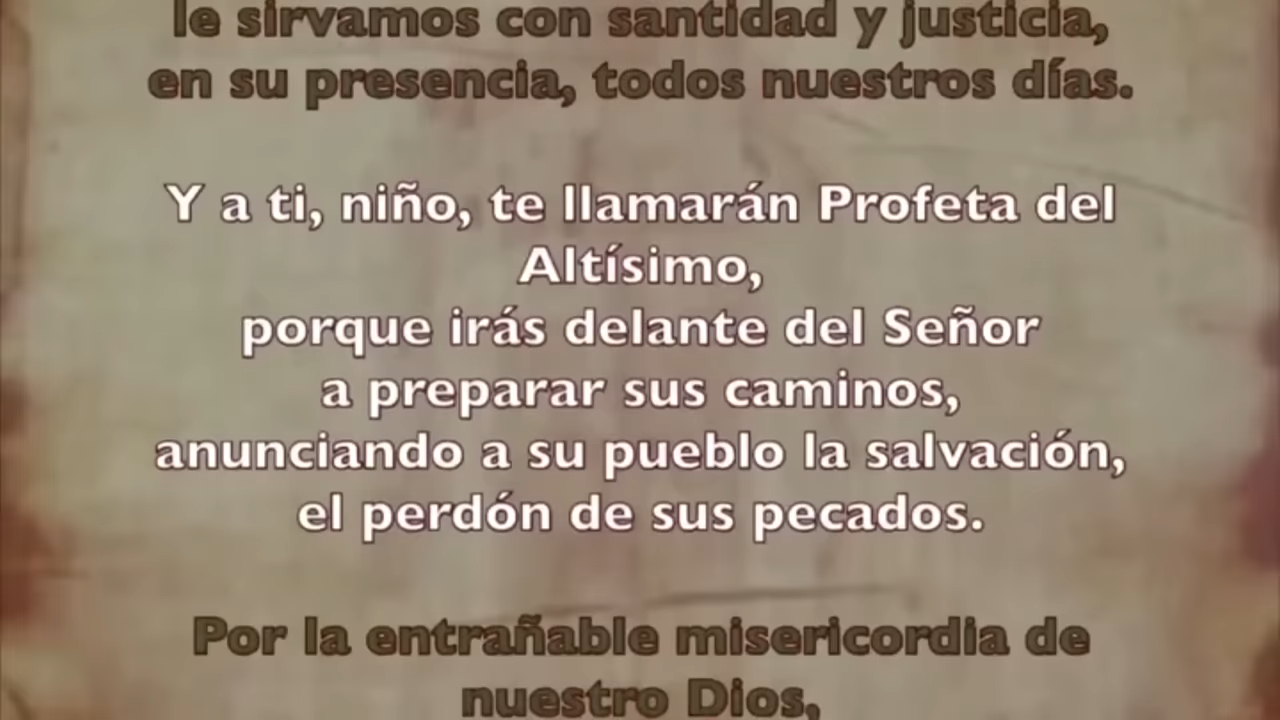 le sirvamos con santidad y justicia,
en su presencia, todos nuestros días.
Y a ti, niño, te llamarán Profeta del
Altísimo,
porque irás delante del Señor
a preparar sus caminos,
anunciando a su pueblo la salvación,
el perdón de sus pecados.
Por la entrañable misericordia de
nuestro Dios,